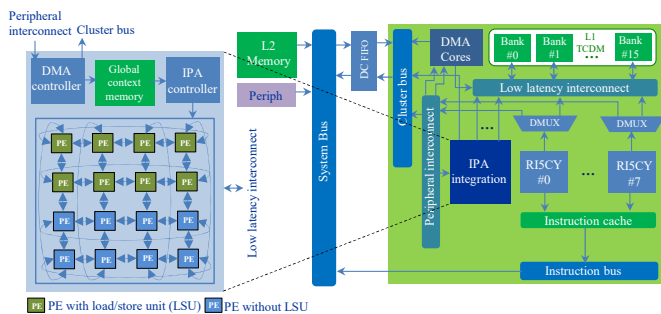 Peripheral
interconnect
Cluster bus
DMA
controller
Global
context
memory
IPA
controller
PE PE PE PE
PE PE PE PE
PE PE PE PE
PE PE PE PE
PE PE with load/store unit (LSU)
PE PE without LSU
Low latency interconnect
L2
Memory
Periph
System Bus
DC FIFO
Cluster bus
DMA
Cores
Peripheral interconnect
IPA
integration
...
Bank
#0
Bank
#1
L1
TCDM
...
Bank
#15
Low latency interconnect
DMUX
DMUX
RI5CY
#0
...
RI5CY
#7
Instruction cache
Instruction bus